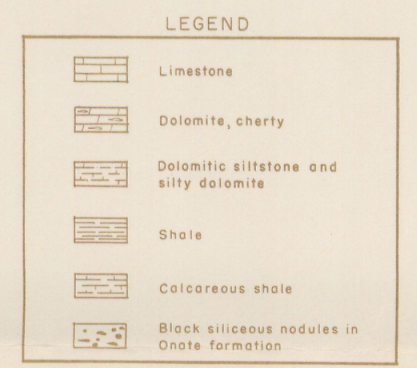 LEGEND
Limestone
Dolomite, cherty
Dolomitic siltstone and
silty dolomite
Shale
Calcareous shale
Black siliceous nodules in
Onate formation